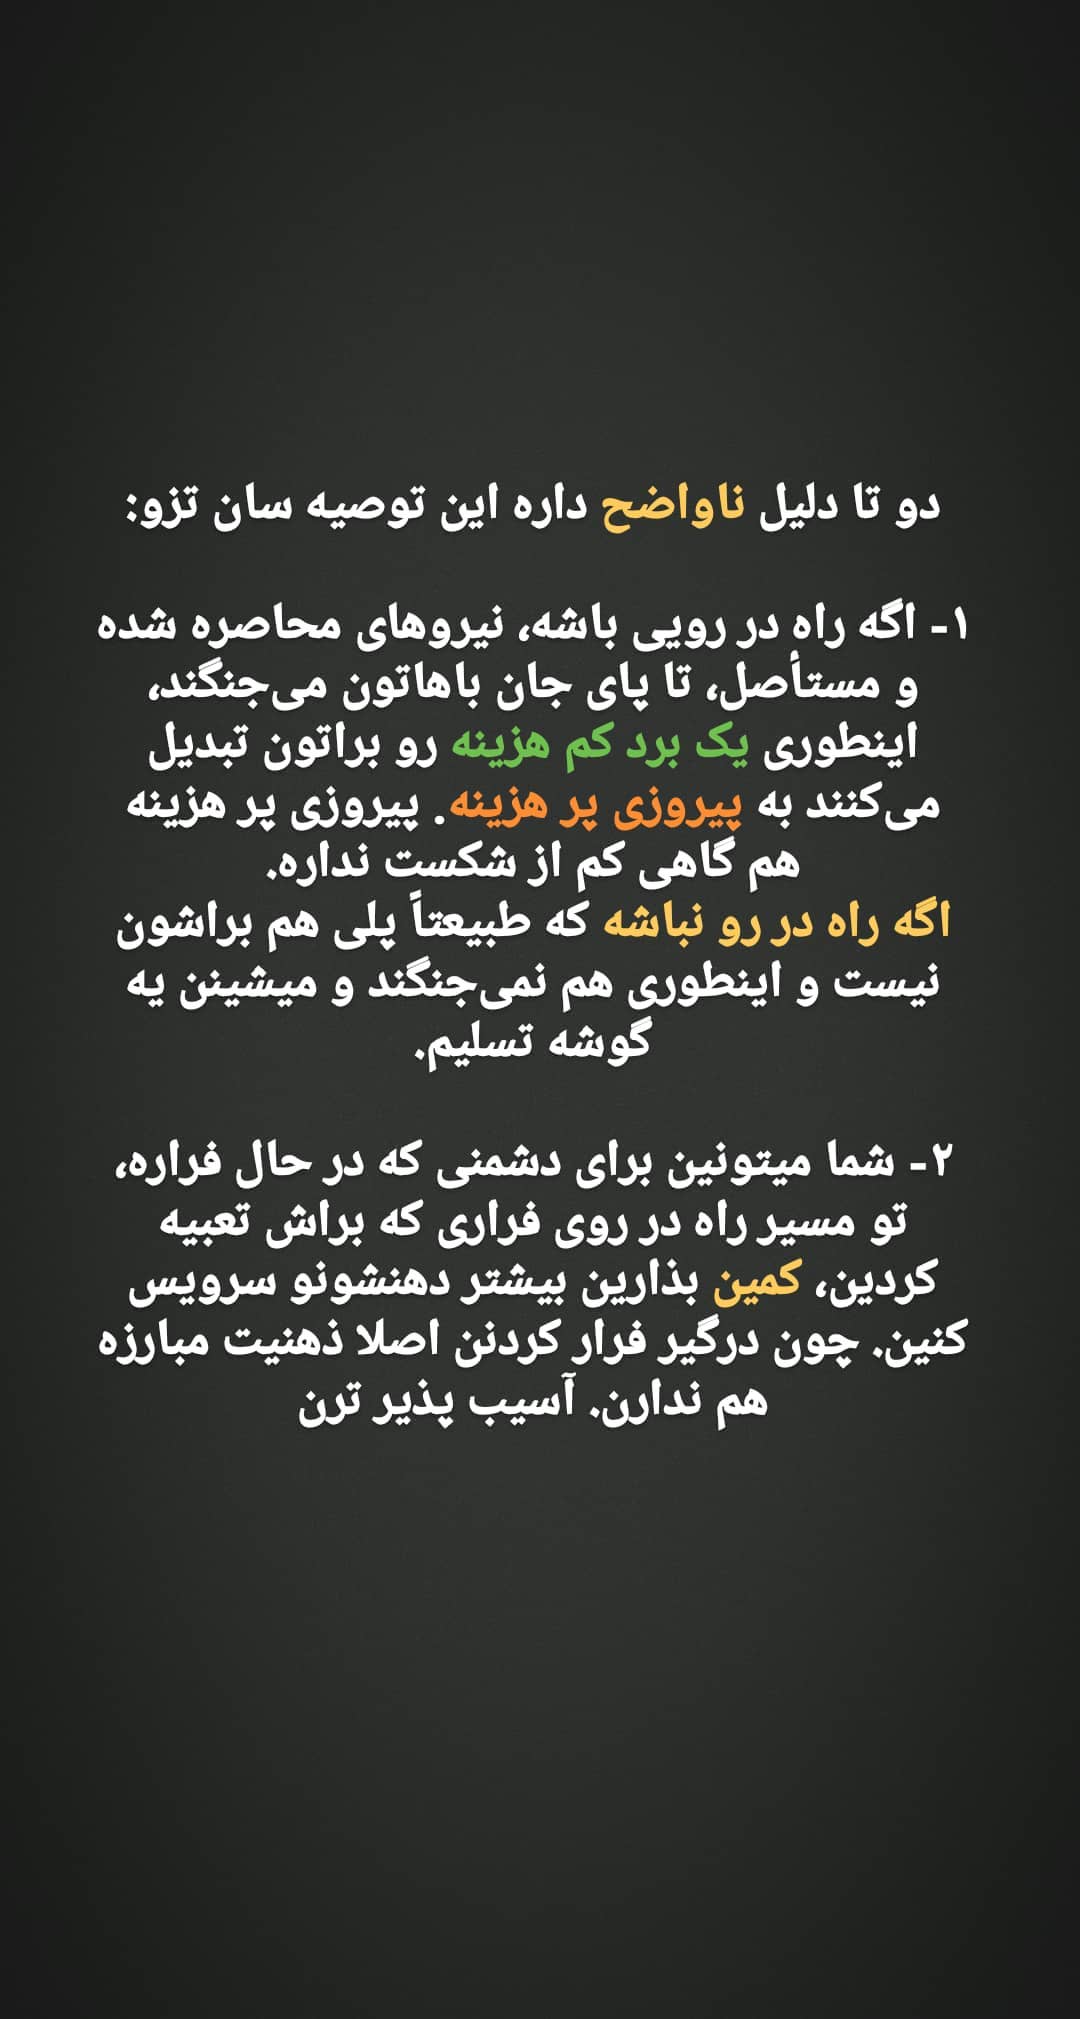 دو تا دلیل ناواضح داره این توصیه سان تزو:
۱- اگه راه در رویی باشه، نیروهای محاصره شده
و مستأصل، تا پای جان باهاتون می‌جنگند،
اینطوری یک برد کم هزینه رو براتون تبدیل
می‌کنند به پیروزی پر هزینه. پیروزی پر هزینه
هم گاهی کم از شکست نداره.
اگه راه در رو نباشه که طبیعتاً پلی هم براشون
نیست و اینطوری هم نمی‌جنگند و میشینن یه
گوشه تسلیم.
۲- شما میتونین برای دشمنی که در حال فراره،
تو مسیر راه در روی فراری که براش تعبیه
کردین، کمین بذارین بیشتر دهنشونو سرویس
کنین. چون درگیر فرار کردنن اصلا ذهنیت مبارزه
هم ندارن. آسیب پذیر ترن